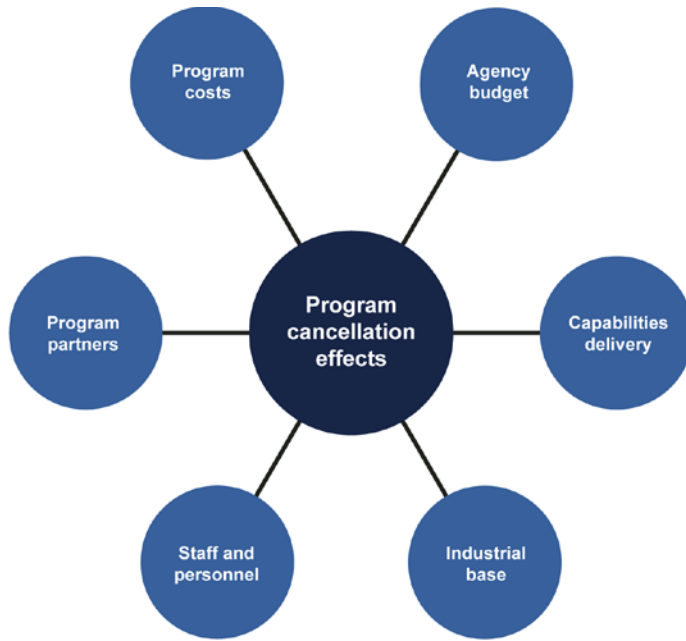 Program
costs
Agency
budget
Program
partners
Program
cancellation
effects
Capabilities
delivery
Staff and
personnel
Industrial
base